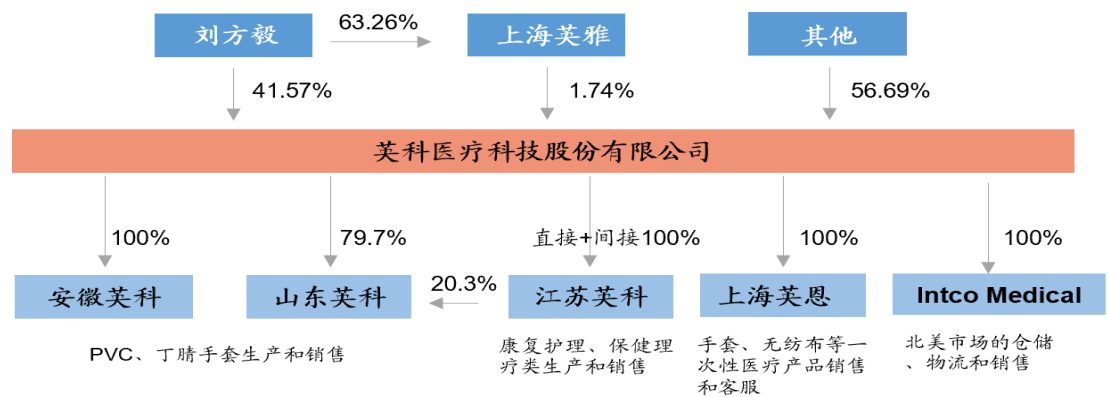 刘方毅
63.26%
上海英雅
其他
41.57%
1.74%
56.69%
英科医疗科技股份有限公司
100%
79.7%
直接+间接100%
100%
100%
安徽英科
山东英科
20.3%
江苏英科
上海英恩
Intco Medical
PVC、丁腈手套生产和销售
康复护理、保健理
疗类生产和销售
手套、无纺布等一
次性医疗产品销售
和客服
北美市场的仓储
、物流和销售